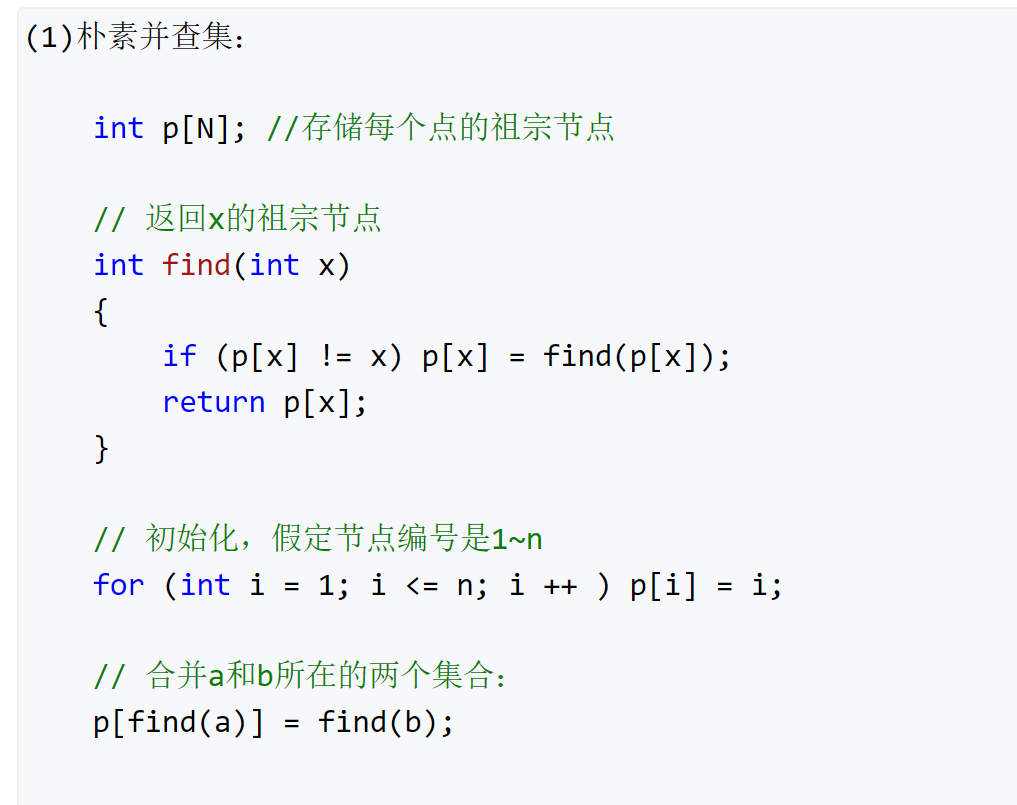 (1)朴素并查集：
int p[N]; //存储每个点的祖宗节点
// 返回x的祖宗节点
int find(int x)
{
if (p[x] != x) p[x] = find(p[x]);
return p[x];
}
// 初始化，假定节点编号是1~n
for (int i = 1; i <= n; i ++ ) p[i] = i;
// 合并a和b所在的两个集合：
p[find(a)] = find(b);